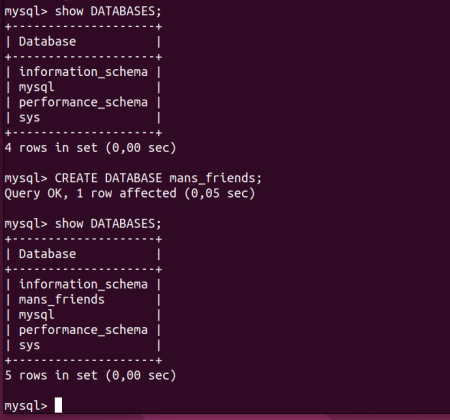 mysql> show DATABASES;
+--------------------+
| Database           |
+--------------------+
| information_schema |
| mysql              |
| performance_schema |
| sys                |
+--------------------+
4 rows in set (0,00 sec)
mysql> CREATE DATABASE mans_friends;
Query OK, 1 row affected (0,05 sec)
mysql> show DATABASES;
+--------------------+
| Database           |
+--------------------+
| information_schema |
| mans_friends       |
| mysql              |
| performance_schema |
| sys                |
+--------------------+
5 rows in set (0,00 sec)
mysql>